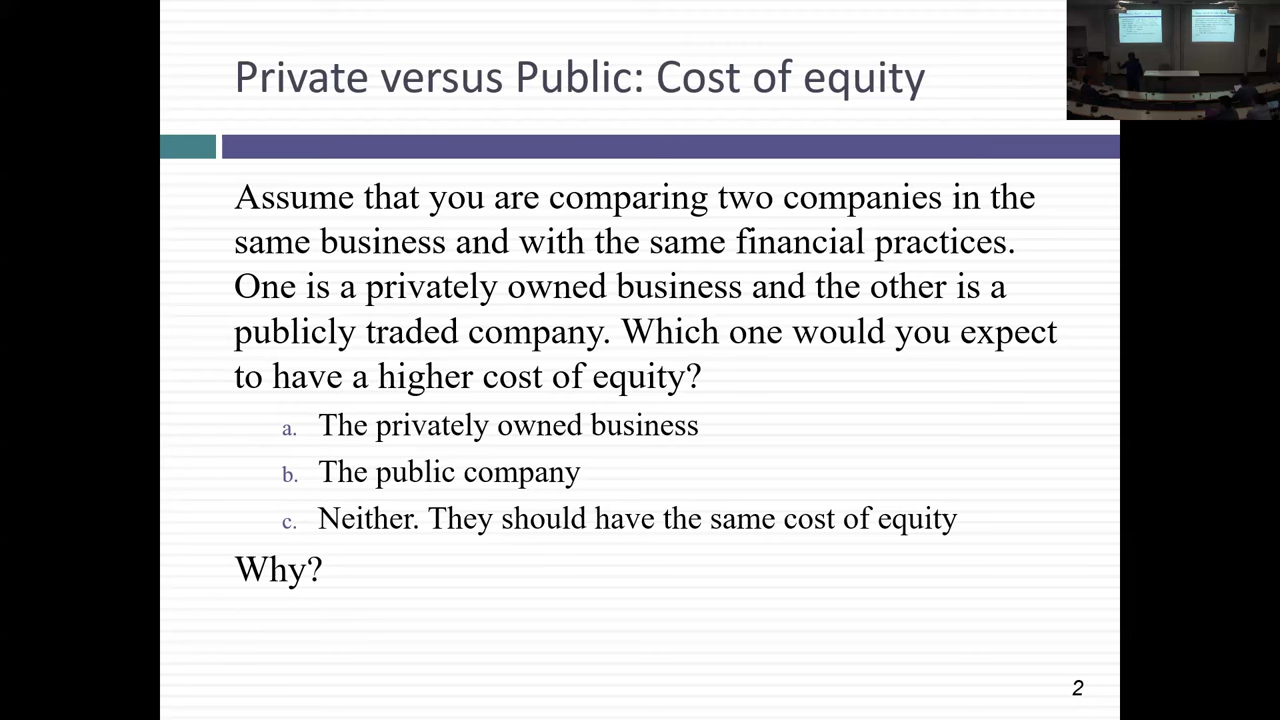 Private versus Public: Cost of equity
Assume that you are comparing two companies in the
same business and with the same financial practices.
One is a privately owned business and the other is a
publicly traded company. Which one would you expect
to have a higher cost of equity?
a. The privately owned business
b. The public company
c. Neither. They should have the same cost of equity
Why?
2